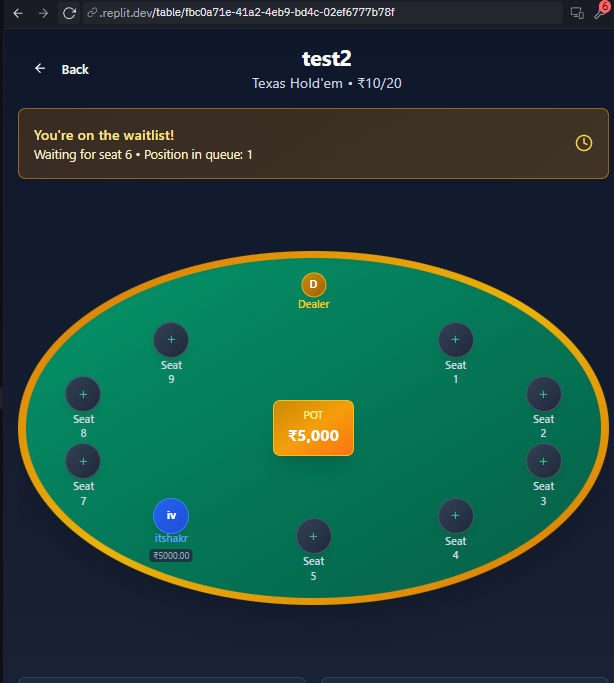 6
.replit.dev/table/fbc0a71e-41a2-4eb9-bd4c-02ef6777b78f
Back
test2
Texas Hold'em • ₹10/20
You're on the waitlist!
Waiting for seat 6 • Position in queue: 1
D
Dealer
+
Seat
9
+
Seat
1
+
Seat
8
+
Seat
2
POT
₹5,000
+
Seat
7
+
Seat
3
iv
itshakr
₹5000.00
+
Seat
4
+
Seat
5